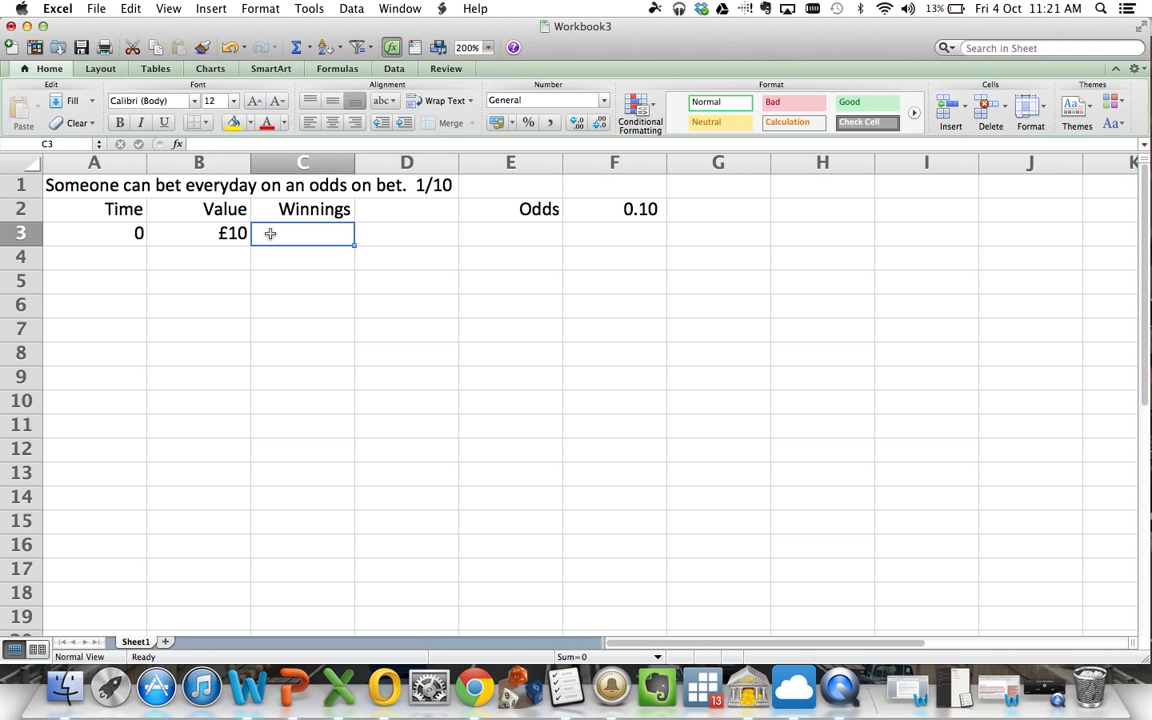 Excel File Edit View Insert Format Tools Data Window Help 13% Fri 4 Oct 11:21 AM
Workbook3
200% Search in Sheet
Home Layout Tables Charts SmartArt Formulas Data Review
Edit Font Alignment Number Format Cells Themes
Paste Fill Calibri (Body) 12 A A abc Wrap Text General Conditional Formatting Normal Bad Good Insert Delete Format Themes Aa
Clear B I U A Merge % , Neutral Calculation Check Cell Aa
C3 fx
A B C D E F G H I J K
1 Someone can bet everyday on an odds on bet. 1/10
2 Time Value Winnings Odds 0.10
3 0 £10
4
5
6
7
8
9
10
11
12
13
14
15
16
17
18
19
Sheet1
Normal View Ready Sum=0
13